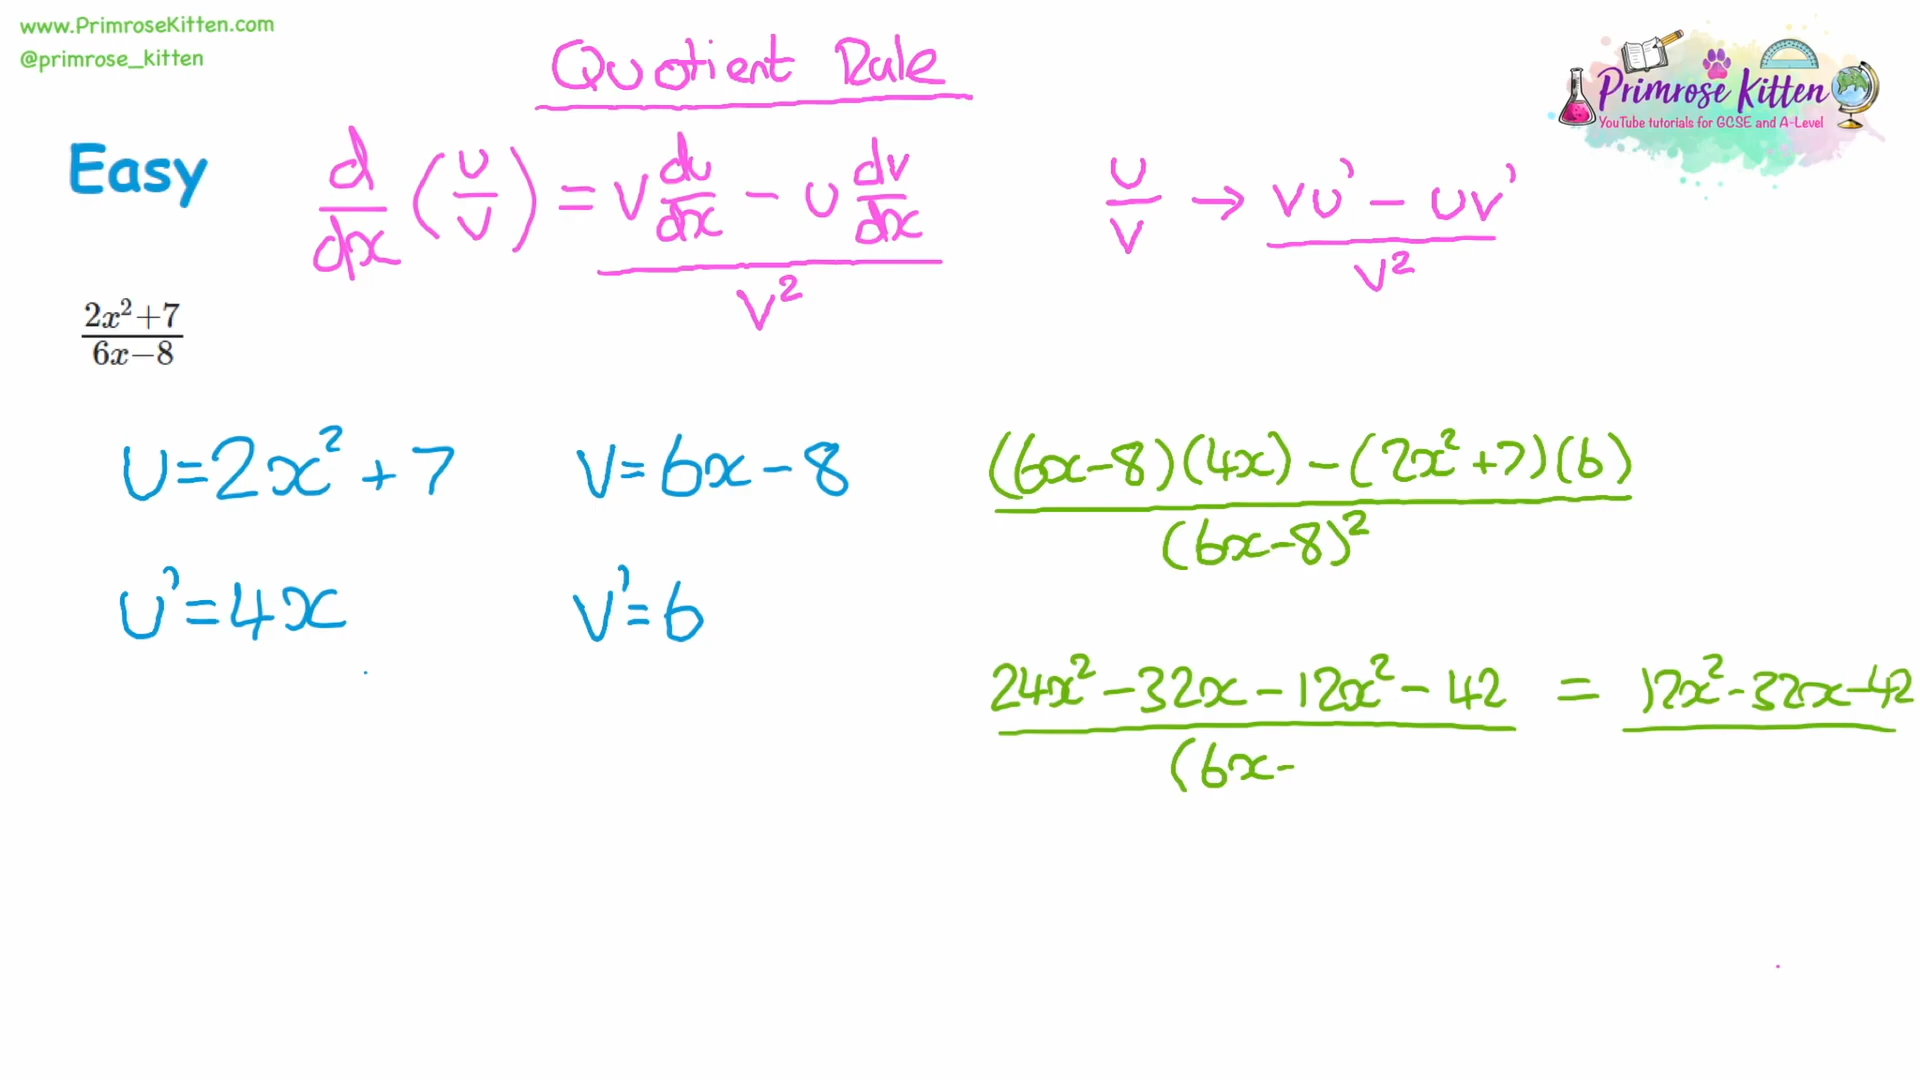 www.PrimroseKitten.com
@primrose_kitten
Quotient Rule
Primrose Kitten
YouTube tutorials for GCSE and A-Level
Easy
d/dx (u/v) = (v du/dx - u dv/dx)/v²
u/v → (vu' - uv')/v²
(2x²+7)/(6x-8)
u=2x²+7
v=6x-8
((6x-8)(4x)-(2x²+7)(6))/(6x-8)²
u'=4x
v'=6
24x²-32x-12x²-42 = 12x²-32x-42
(6x-